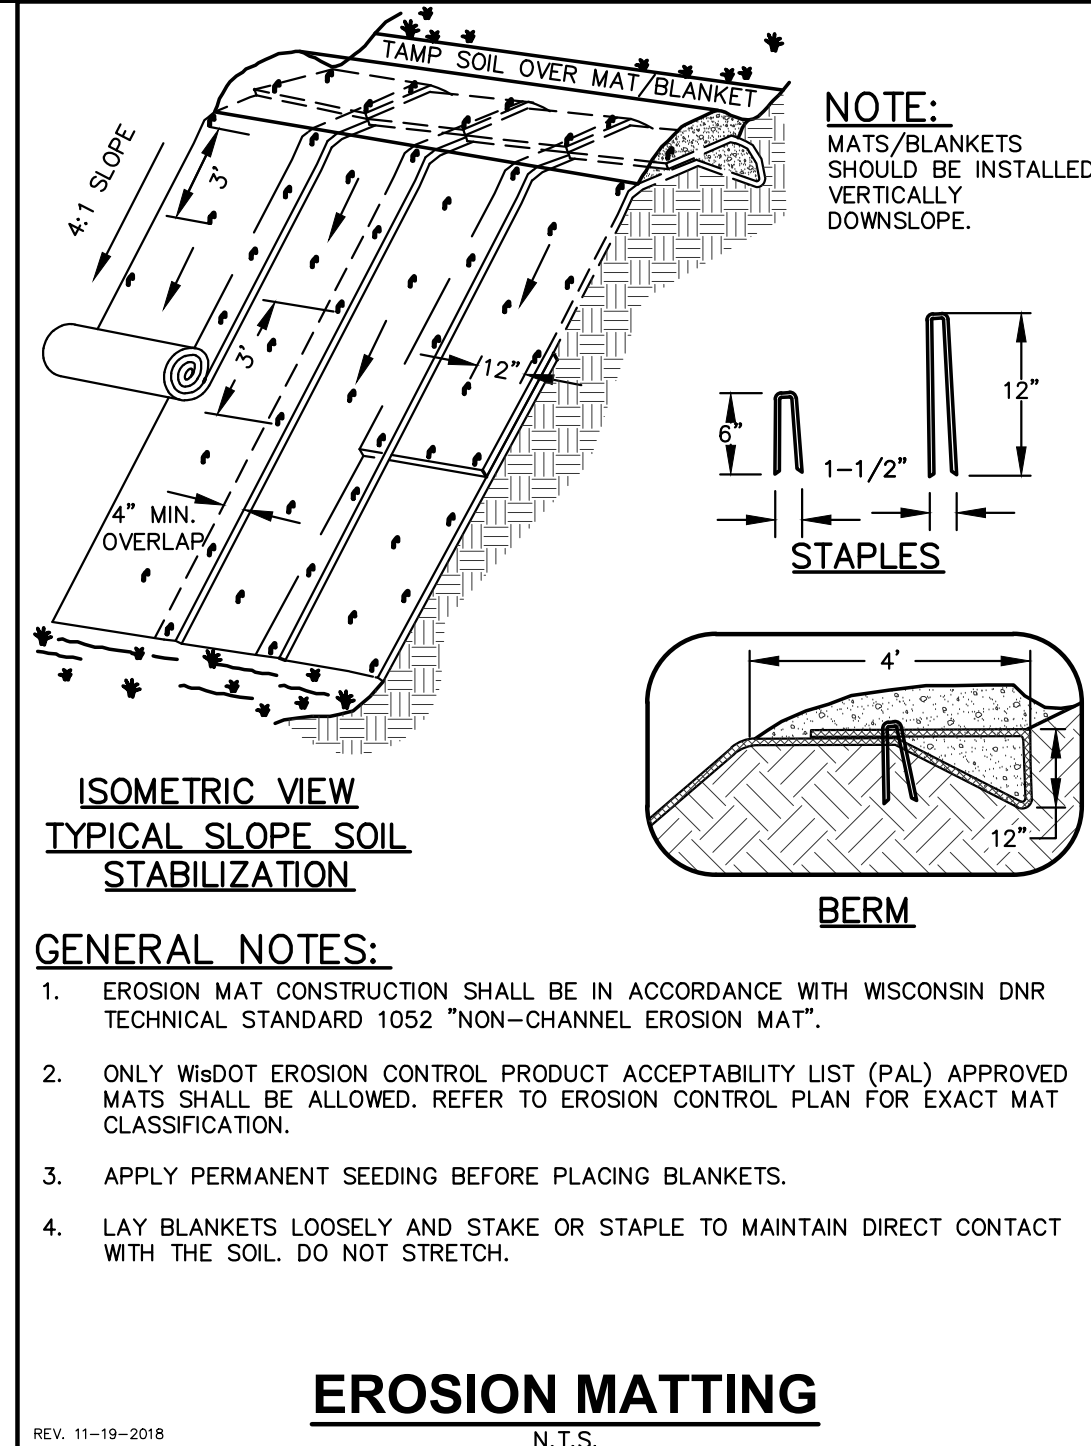 TAMP SOIL OVER MAT/BLANKET
NOTE:
MATS/BLANKETS
SHOULD BE INSTALLED
VERTICALLY
DOWNSLOPE.
4:1 SLOPE
3'
3'
12"
4" MIN.
OVERLAP
6"
12"
1-1/2"
STAPLES
4'
12"
BERM
ISOMETRIC VIEW
TYPICAL SLOPE SOIL
STABILIZATION
GENERAL NOTES:
1. EROSION MAT CONSTRUCTION SHALL BE IN ACCORDANCE WITH WISCONSIN DNR
TECHNICAL STANDARD 1052 "NON-CHANNEL EROSION MAT".
2. ONLY WisDOT EROSION CONTROL PRODUCT ACCEPTABILITY LIST (PAL) APPROVED
MATS SHALL BE ALLOWED. REFER TO EROSION CONTROL PLAN FOR EXACT MAT
CLASSIFICATION.
3. APPLY PERMANENT SEEDING BEFORE PLACING BLANKETS.
4. LAY BLANKETS LOOSELY AND STAKE OR STAPLE TO MAINTAIN DIRECT CONTACT
WITH THE SOIL. DO NOT STRETCH.
EROSION MATTING
N.T.S.
REV. 11-19-2018